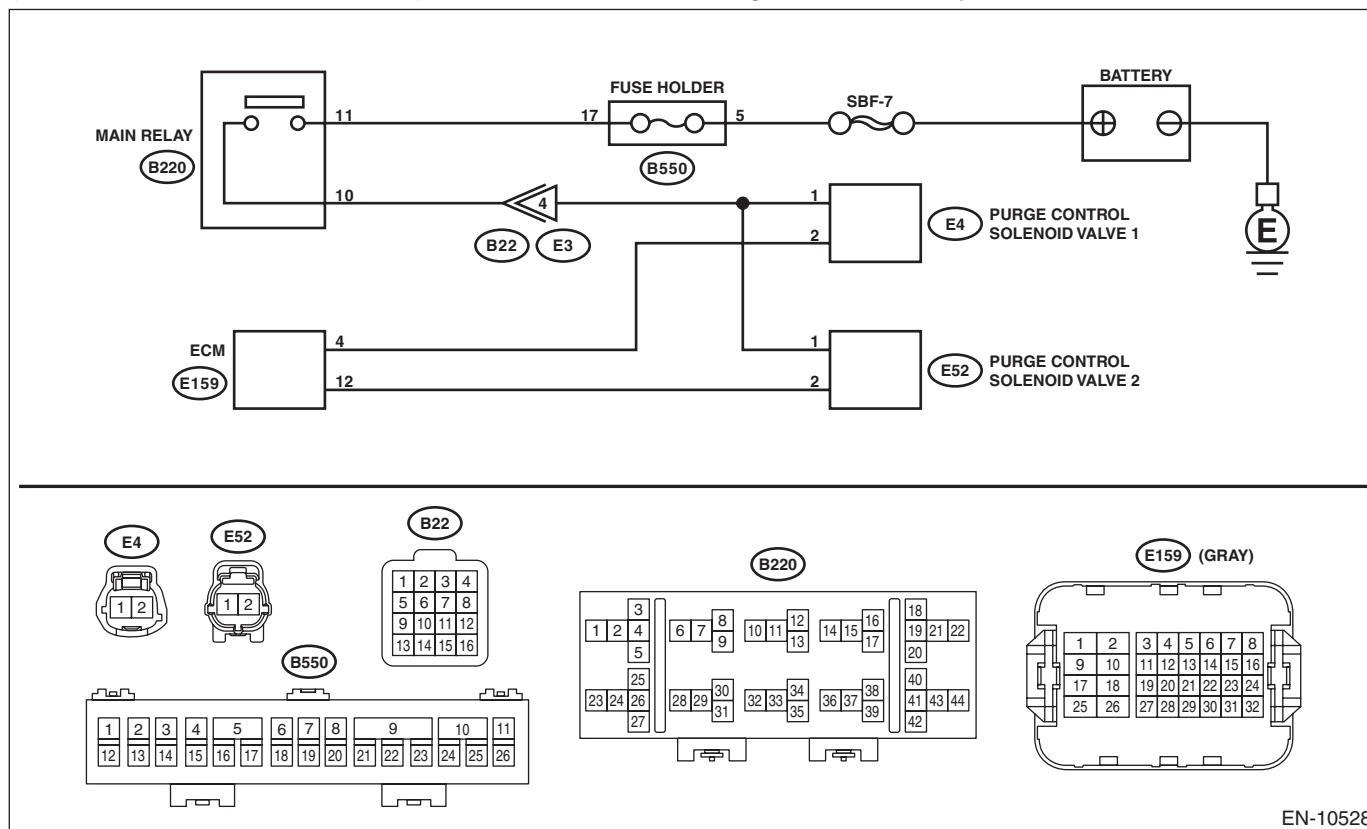 BATTERY
FUSE HOLDER
SBF-7
11
17
5
MAIN RELAY
B220
B550
10
4
1
B22
E3
2
E4
PURGE CONTROL
SOLENOID VALVE 1
E
ECM
E159
4
12
1
2
E52
PURGE CONTROL
SOLENOID VALVE 2
E4
1 2
E52
1 2
B22
1 2 3 4
5 6 7 8
9 10 11 12
13 14 15 16
B550
1 2 3 4 5 6 7 8 9 10 11
12 13 14 15 16 17 18 19 20 21 22 23 24 25 26
B220
3 8 12 16 18
1 2 4 6 7 10 11 14 15 19 21 22
5 9 13 17 20
25 30 34 38 40
23 24 26 28 29 32 33 36 37 41 43 44
27 31 35 39 42
E159 (GRAY)
1 2 3 4 5 6 7 8
9 10 11 12 13 14 15 16
17 18 19 20 21 22 23 24
25 26 27 28 29 30 31 32
EN-10528